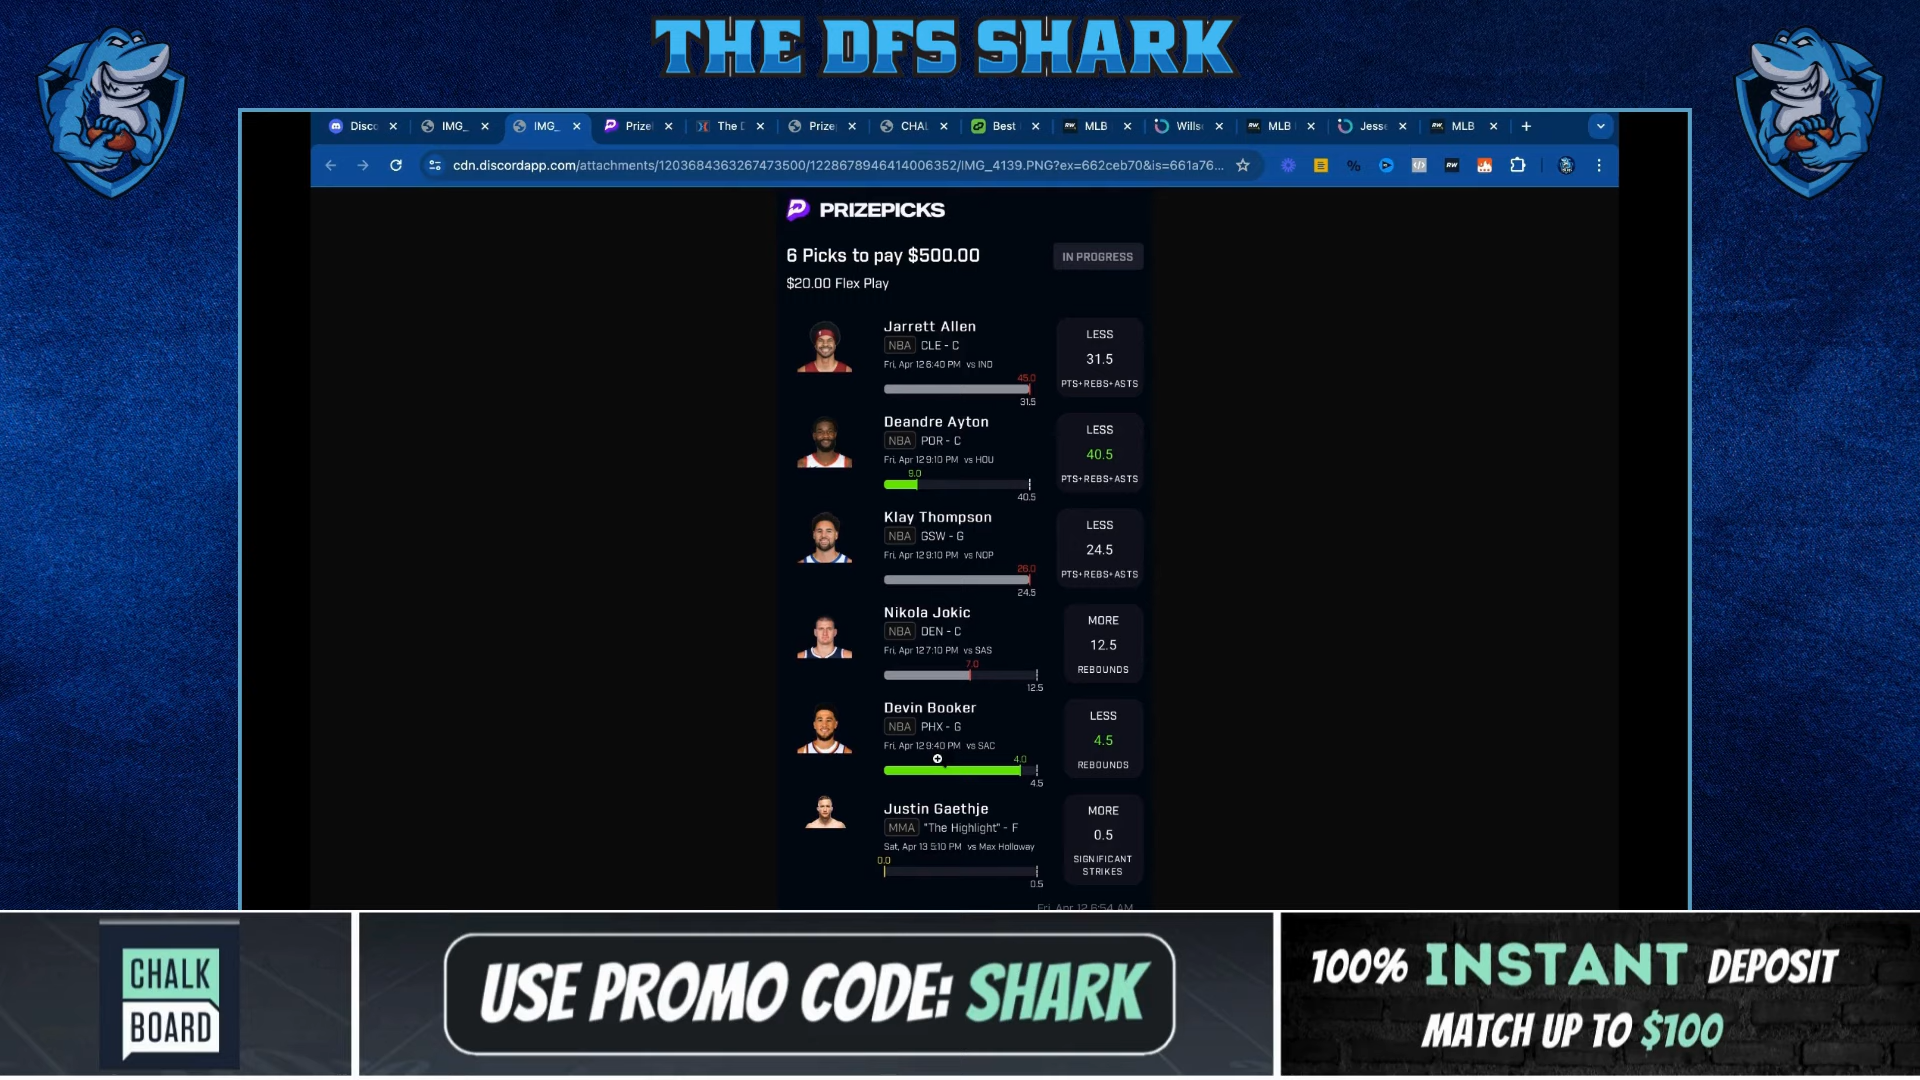 THE DFS SHARK
Disco IMG_ IMG_ Prize The D Prize CHAL Best MLB Wills MLB Jess MLB
cdn.discordapp.com/attachments/1203684363267473500/1228678946414006352/IMG_4139.PNG?ex=662ceb70&is=661a76...
PRIZEPICKS
6 Picks to pay $500.00
IN PROGRESS
$20.00 Flex Play
Jarrett Allen
NBA CLE - C
Fri, Apr 12 6:40 PM vs IND
45.0
31.5
LESS
31.5
PTS+REBS+ASTS
Deandre Ayton
NBA POR - C
Fri, Apr 12 9:10 PM vs HOU
9.0
40.5
LESS
40.5
PTS+REBS+ASTS
Klay Thompson
NBA GSW - G
Fri, Apr 12 9:10 PM vs NOP
26.0
24.5
LESS
24.5
PTS+REBS+ASTS
Nikola Jokic
NBA DEN - C
Fri, Apr 12 7:10 PM vs SAS
7.0
12.5
MORE
12.5
REBOUNDS
Devin Booker
NBA PHX - G
Fri, Apr 12 9:40 PM vs SAC
4.0
4.5
LESS
4.5
REBOUNDS
Justin Gaethje
MMA "The Highlight" - F
Sat, Apr 13 5:10 PM vs Max Holloway
0.0
0.5
MORE
0.5
SIGNIFICANT
STRIKES
Fri, Apr 12 6:54 AM
CHALK
BOARD
USE PROMO CODE: SHARK
100% INSTANT DEPOSIT
MATCH UP TO $100